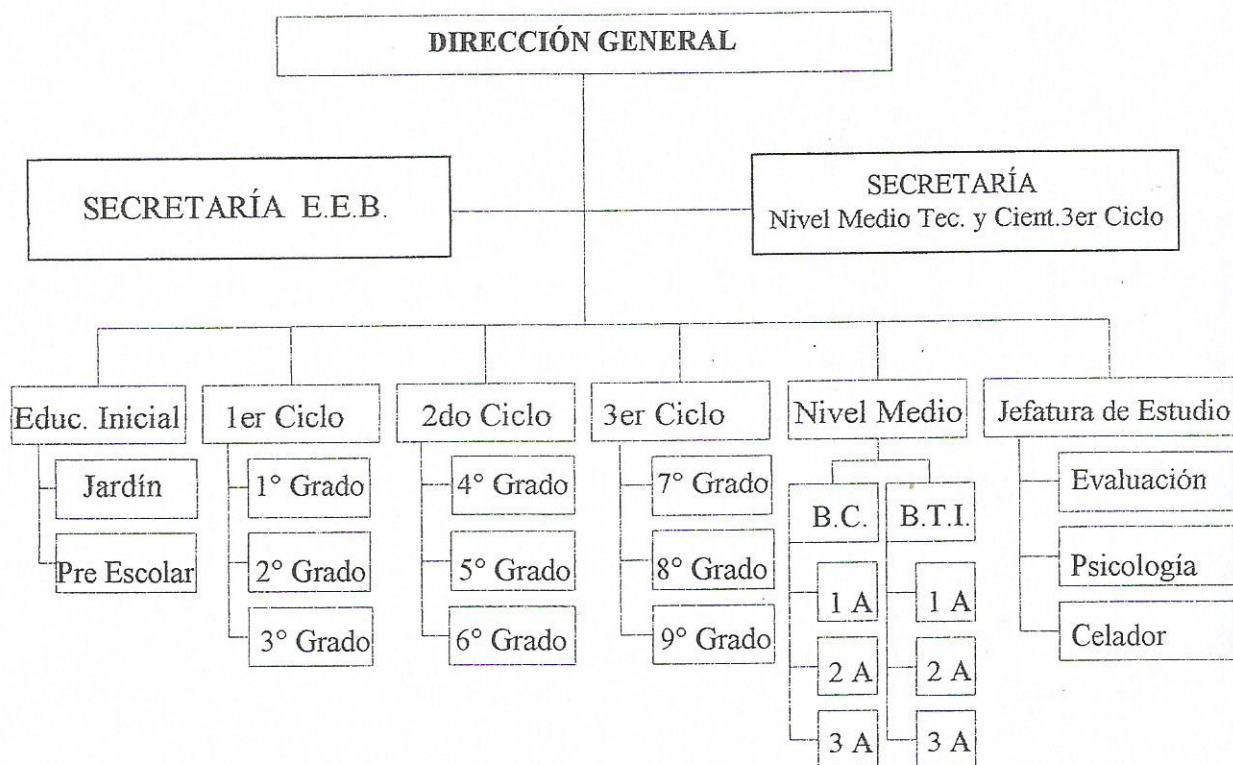 DIRECCIÓN GENERAL
SECRETARÍA E.E.B.
SECRETARÍA
Nivel Medio Tec. y Cient.3er Ciclo
Educ. Inicial
Jardín
Pre Escolar
1er Ciclo
1° Grado
2° Grado
3° Grado
2do Ciclo
4° Grado
5° Grado
6° Grado
3er Ciclo
7° Grado
8° Grado
9° Grado
Nivel Medio
B.C.
1 A
2 A
3 A
B.T.I.
1 A
2 A
3 A
Jefatura de Estudio
Evaluación
Psicología
Celador